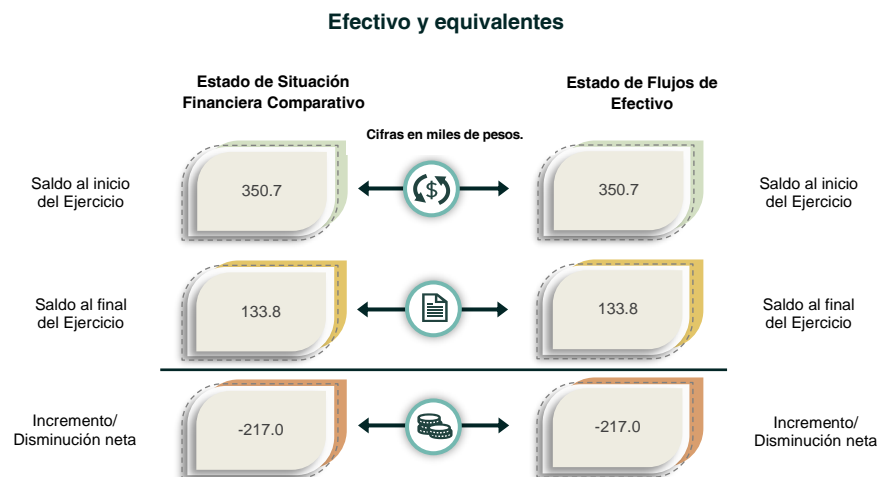 Efectivo y equivalentes
Estado de Situación
Financiera Comparativo
Estado de Flujos de
Efectivo
Cifras en miles de pesos.
Saldo al inicio
del Ejercicio
350.7
$
350.7
Saldo al inicio
del Ejercicio
Saldo al final
del Ejercicio
133.8
133.8
Saldo al final
del Ejercicio
Incremento/
Disminución neta
-217.0
-217.0
Incremento/
Disminución neta